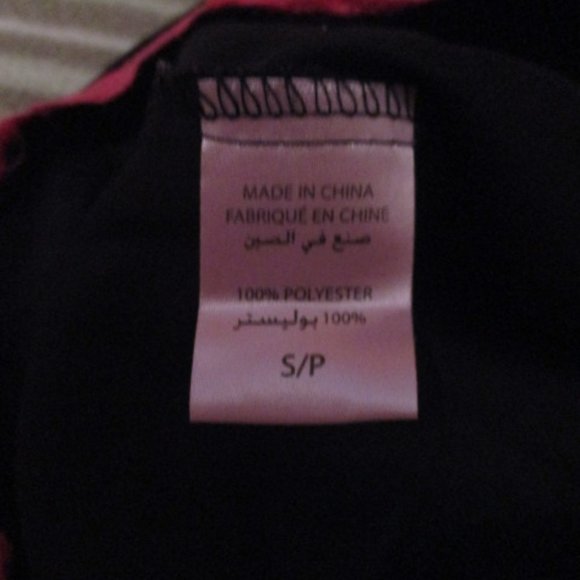 MADE IN CHINA
FABRIQUÉ EN CHINE
صنع في الصين
100% POLYESTER
100% بوليستر
S/P